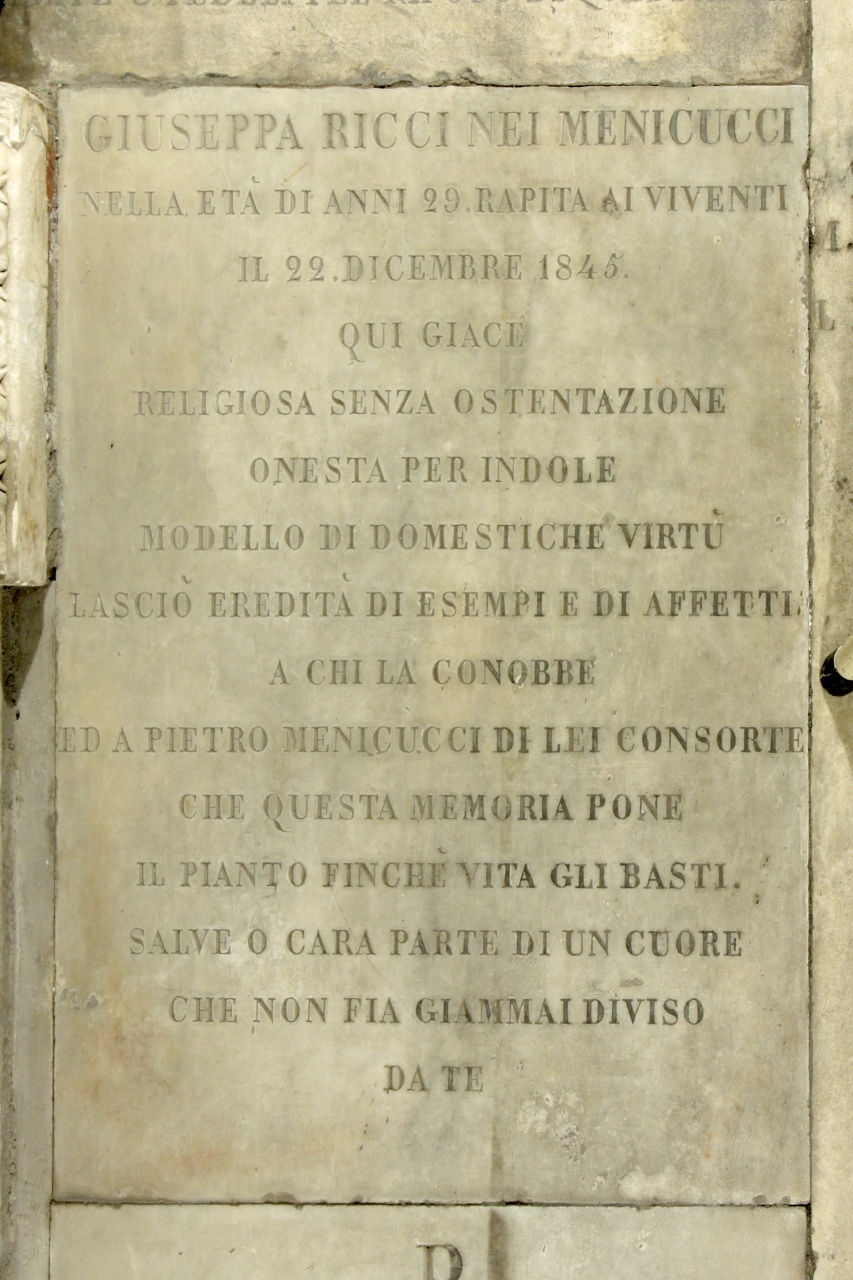 GIUSEPPA RICCI NEI MENICUCCI
NELLA ETÀ DI ANNI 29. RAPITA AI VIVENTI
IL 22. DICEMBRE 1845.
QUI GIACE
RELIGIOSA SENZA OSTENTAZIONE
ONESTA PER INDOLE
MODELLO DI DOMESTICHE VIRTÙ
LASCIÒ EREDITÀ DI ESEMPI E DI AFFETTI
A CHI LA CONOBBE
ED A PIETRO MENICUCCI DI LEI CONSORTE
CHE QUESTA MEMORIA PONE
IL PIANTO FINCHÈ VITA GLI BASTI.
SALVE O CARA PARTE DI UN CUORE
CHE NON FIA GIAMMAI DIVISO
DA TE